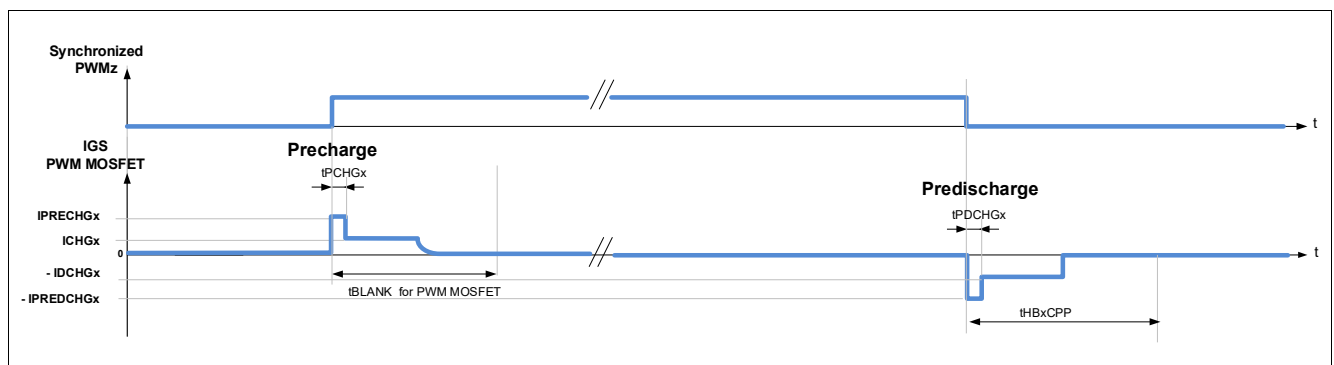 Synchronized
PWMz
t
IGS
PWM MOSFET
Precharge
tPCHGx
Predischarge
tPDCHGx
IPRECHGx
ICHGx
0
t
- IDCHGx
tBLANK for PWM MOSFET
- IPREDCHGx
tHBxCPP